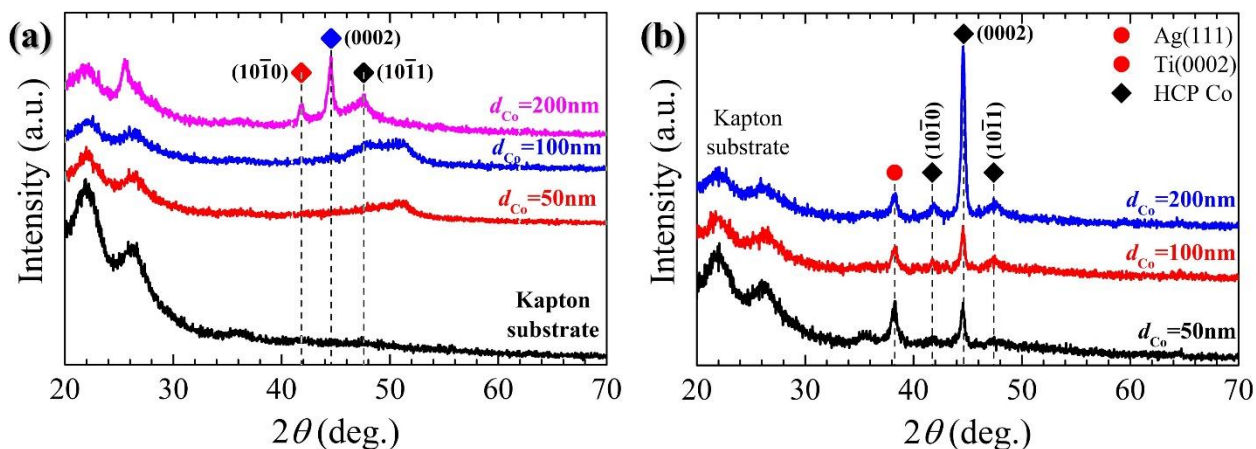 (a)
Intensity (a.u.)
(0002)
(101̅0)
(101̅1)
dCo=200nm
dCo=100nm
dCo=50nm
Kapton
substrate
20 30 40 50 60 70
2θ (deg.)
(b)
Intensity (a.u.)
(0002)
Ag(111)
Ti(0002)
HCP Co
Kapton
substrate
(101̅0)
(101̅1)
dCo=200nm
dCo=100nm
dCo=50nm
20 30 40 50 60 70
2θ (deg.)